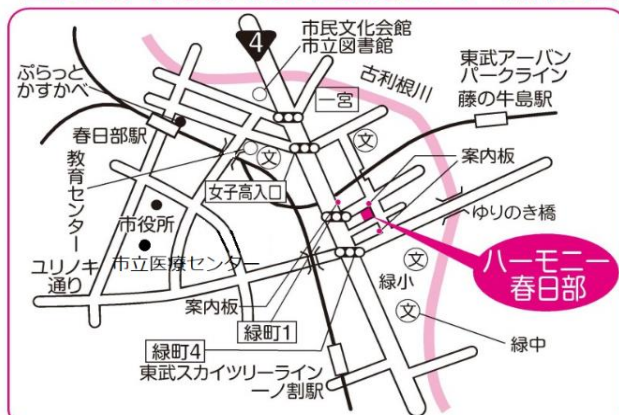 4
市民文化会館
市立図書館
ぷらっと
かすかべ
一宮
古利根川
東武アーバン
パークライン
藤の牛島駅
春日部駅
文
教育センター
文
女子高入口
案内板
市役所
市立医療センター
ゆりのき橋
ユリノキ
通り
ハーモニー
春日部
案内板
緑小
文
文
緑町1
緑町4
緑中
東武スカイツリーライン
一ノ割駅